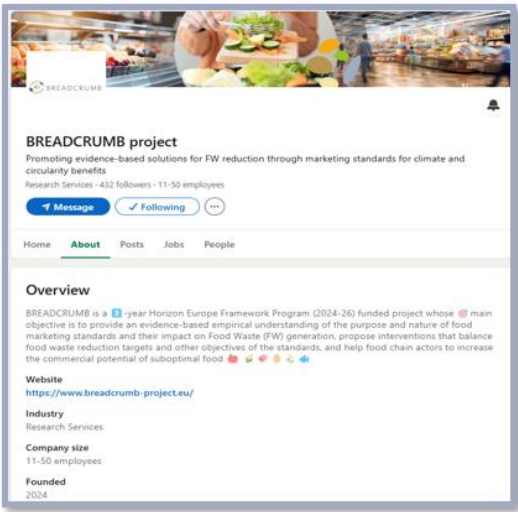 BREADCRUMB
BREADCRUMB project
Promoting evidence-based solutions for FW reduction through marketing standards for climate and
circularity benefits
Research Services · 432 followers · 11-50 employees
Message
✓ Following
Home About Posts Jobs People
Overview
BREADCRUMB is a 3️⃣ -year Horizon Europe Framework Program (2024-26) funded project whose 🎯 main
objective is to provide an evidence-based empirical understanding of the purpose and nature of food
marketing standards and their impact on Food Waste (FW) generation, propose interventions that balance
food waste reduction targets and other objectives of the standards, and help food chain actors to increase
the commercial potential of suboptimal food
Website
https://www.breadcrumb-project.eu/
Industry
Research Services
Company size
11-50 employees
Founded
2024